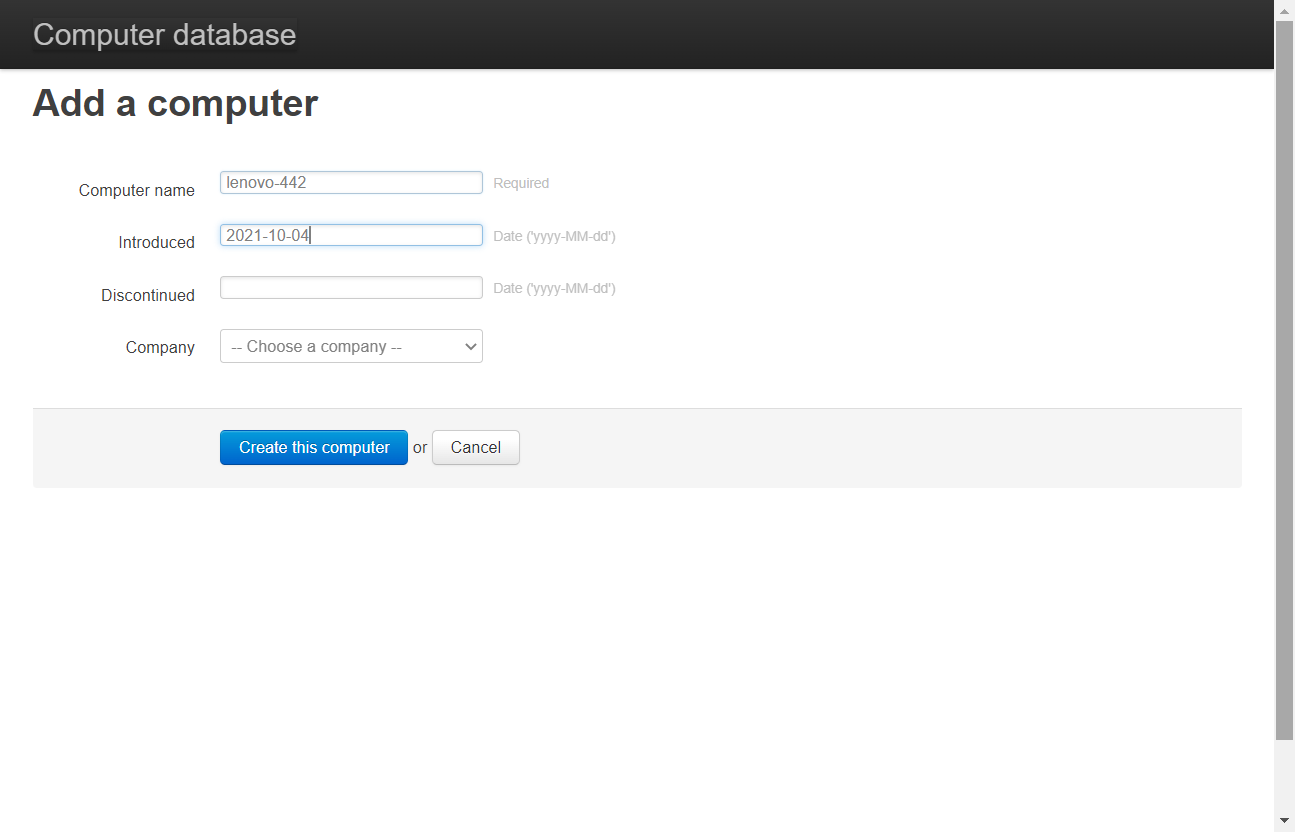 Computer database
Add a computer
Computer name lenovo-442 Required
Introduced 2021-10-04 Date ('yyyy-MM-dd')
Discontinued Date ('yyyy-MM-dd')
Company -- Choose a company --
Create this computer or Cancel